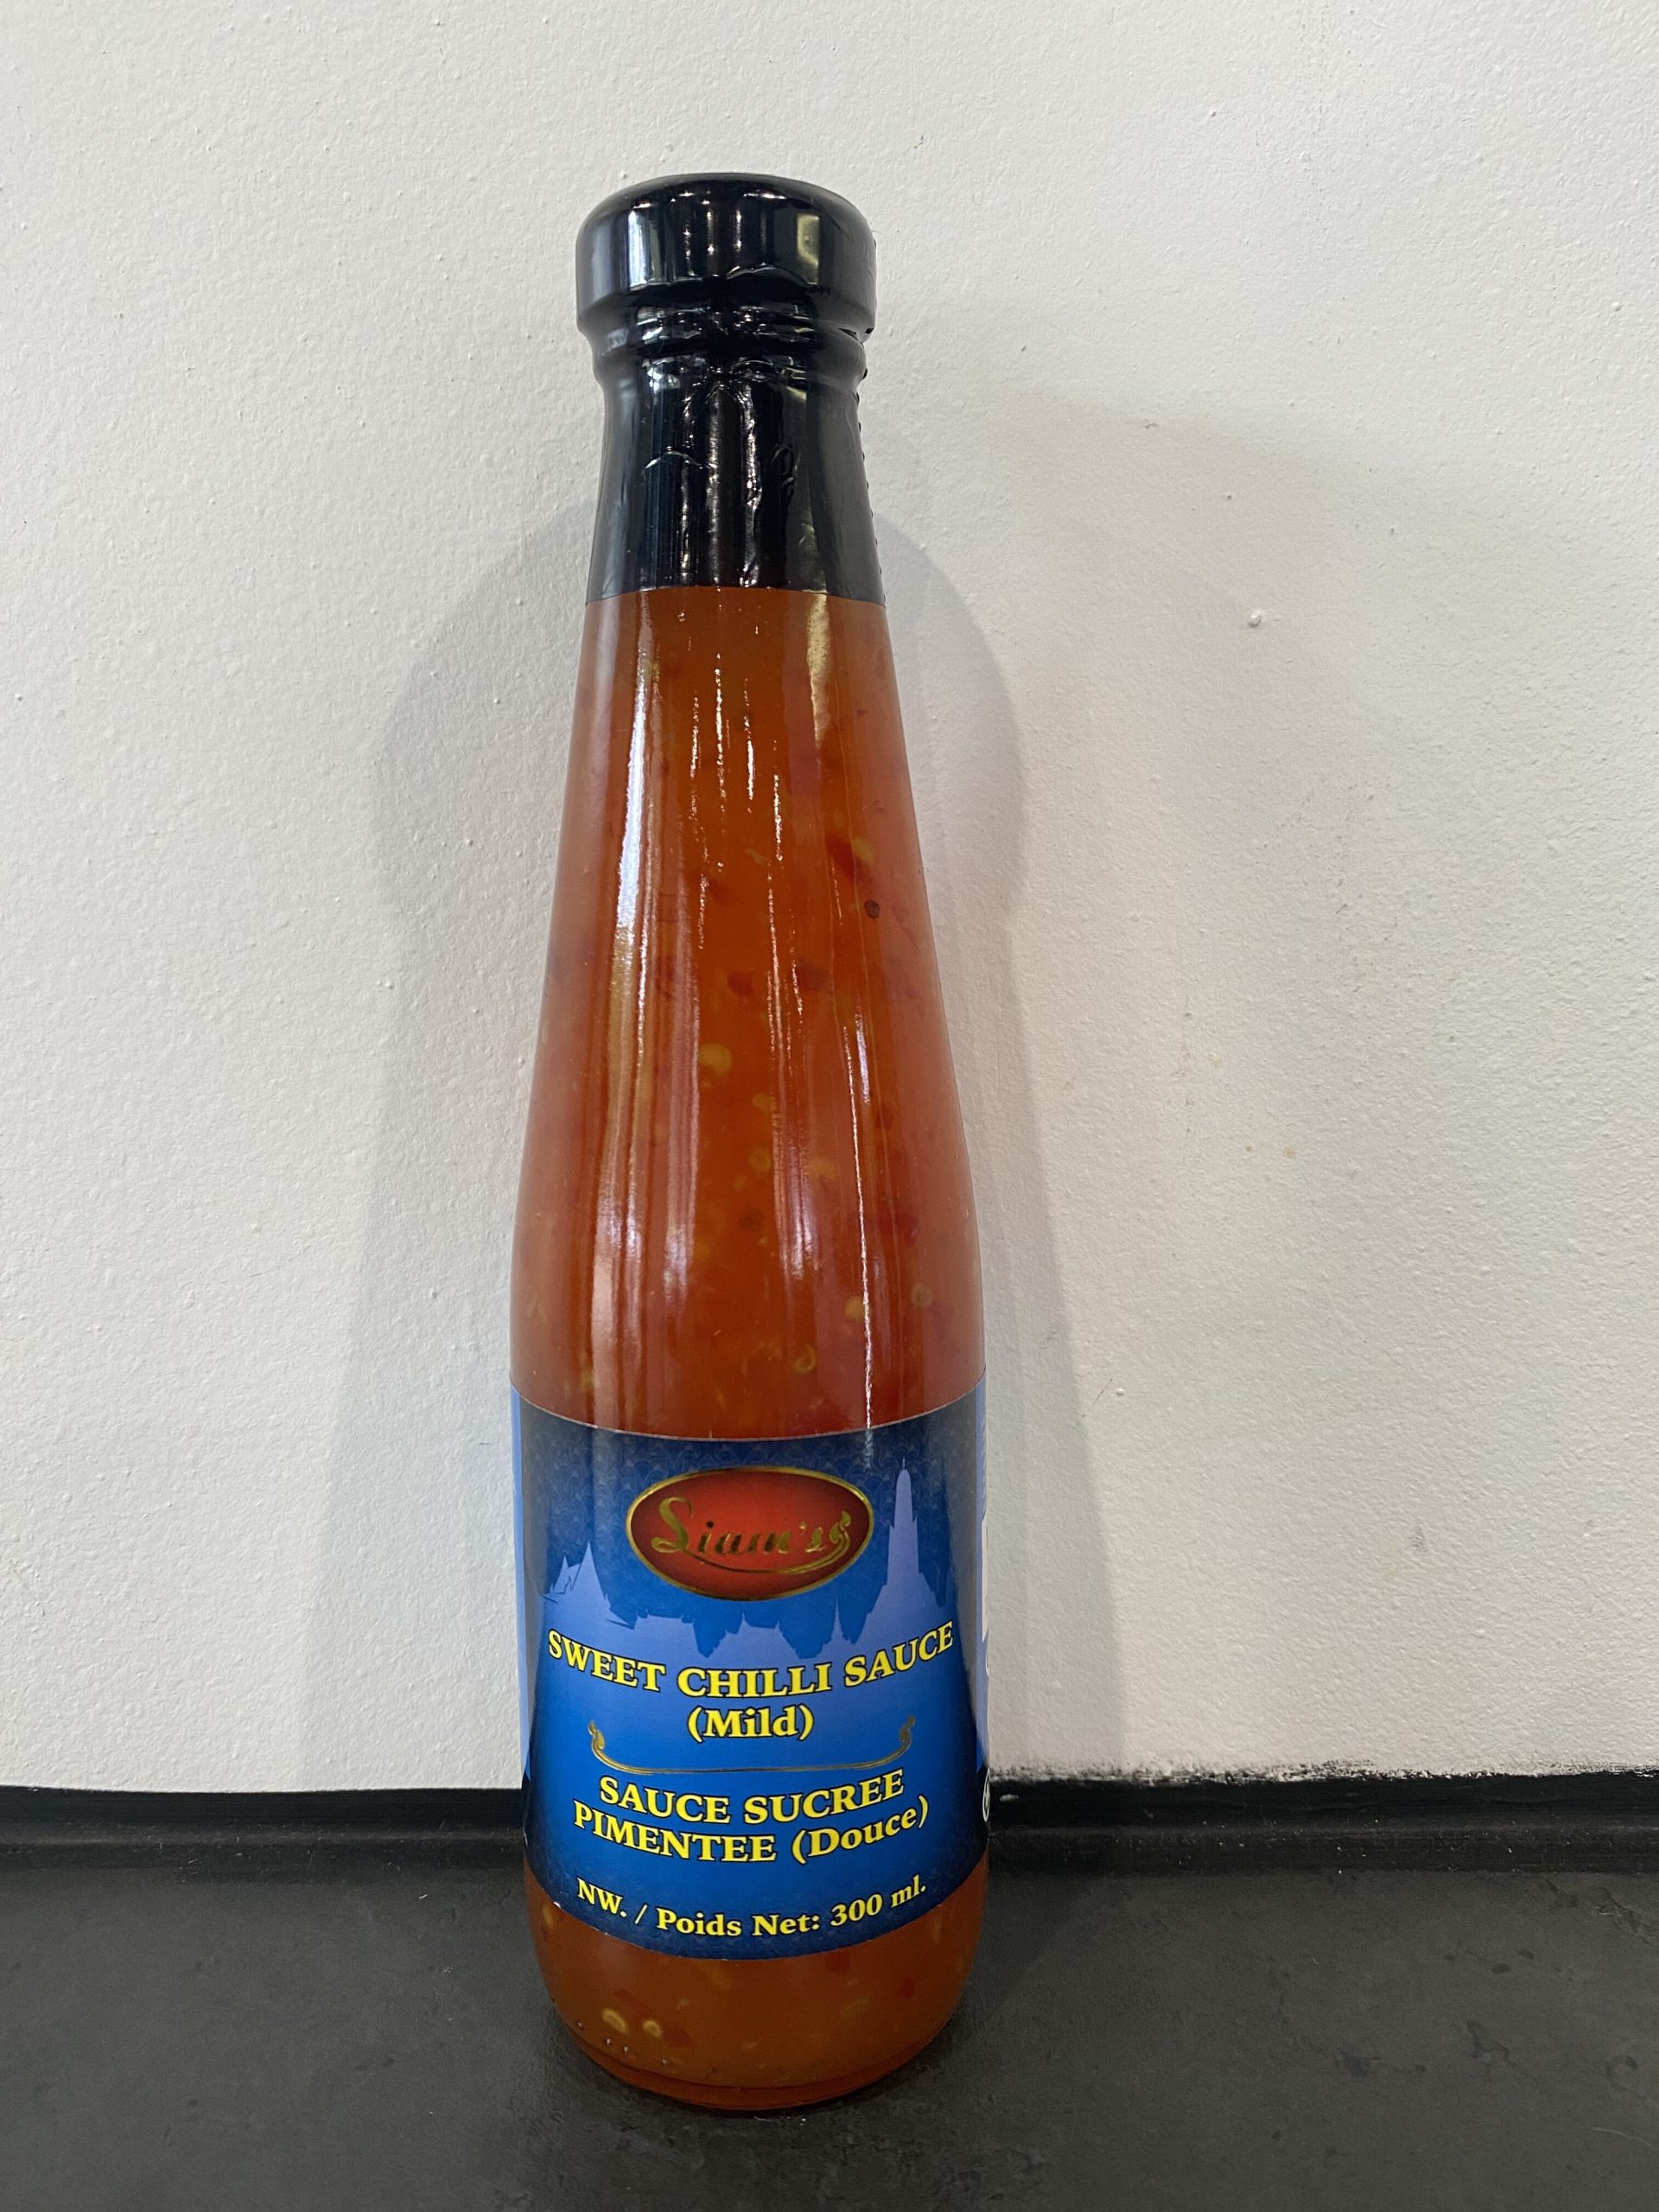 Siam's
SWEET CHILLI SAUCE
(Mild)
SAUCE SUCREE
PIMENTEE (Douce)
NW. / Poids Net: 300 ml.